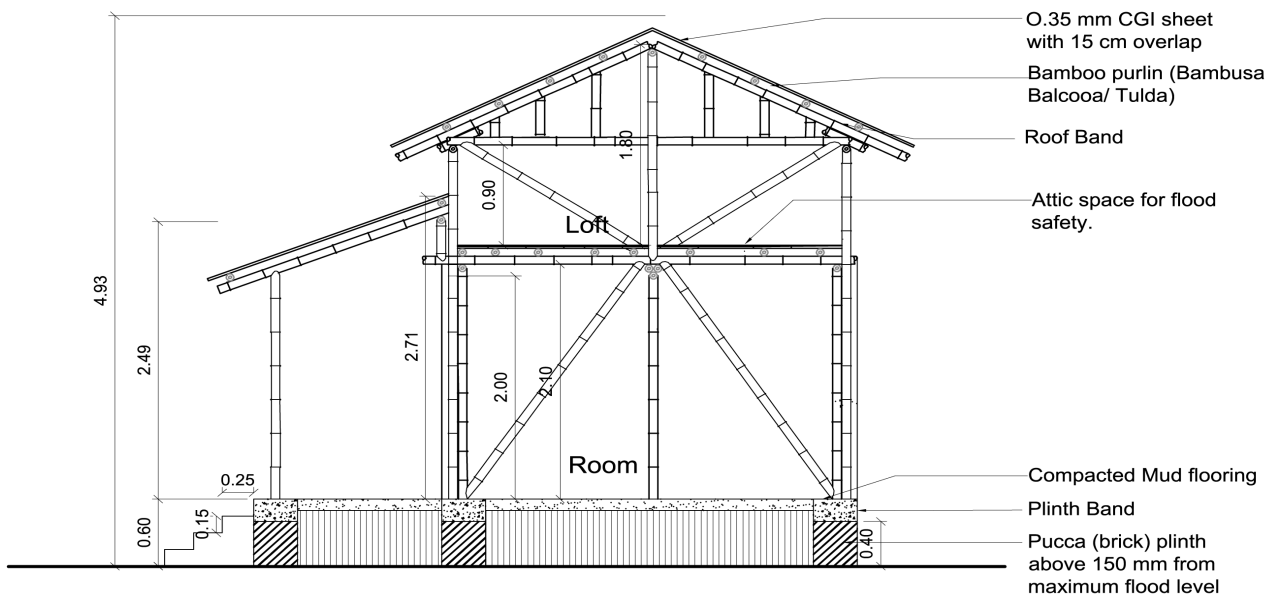 O.35 mm CGI sheet
with 15 cm overlap
Bamboo purlin (Bambusa
Balcooa/ Tulda)
Roof Band
1.80
0.90
Attic space for flood
safety.
Loft
4.93
2.49
2.71
2.00
2.10
Room
0.25
Compacted Mud flooring
0.15
0.60
Plinth Band
0.40
Pucca (brick) plinth
above 150 mm from
maximum flood level